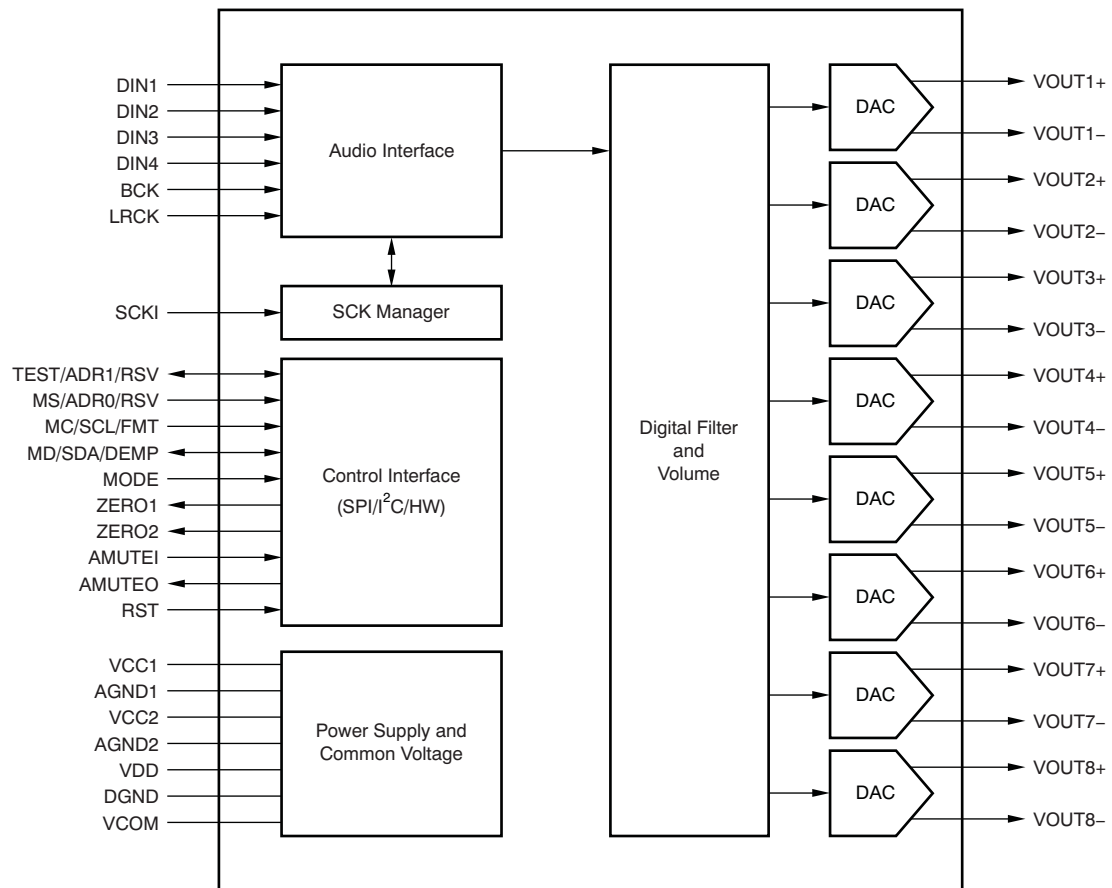 DIN1
DIN2
DIN3
DIN4
BCK
LRCK
Audio Interface
SCKI
SCK Manager
TEST/ADR1/RSV
MS/ADR0/RSV
MC/SCL/FMT
MD/SDA/DEMP
MODE
ZERO1
ZERO2
AMUTEI
AMUTEO
RST
Control Interface
(SPI/I²C/HW)
VCC1
AGND1
VCC2
AGND2
VDD
DGND
VCOM
Power Supply and
Common Voltage
Digital Filter
and
Volume
DAC
VOUT1+
VOUT1−
DAC
VOUT2+
VOUT2−
DAC
VOUT3+
VOUT3−
DAC
VOUT4+
VOUT4−
DAC
VOUT5+
VOUT5−
DAC
VOUT6+
VOUT6−
DAC
VOUT7+
VOUT7−
DAC
VOUT8+
VOUT8−